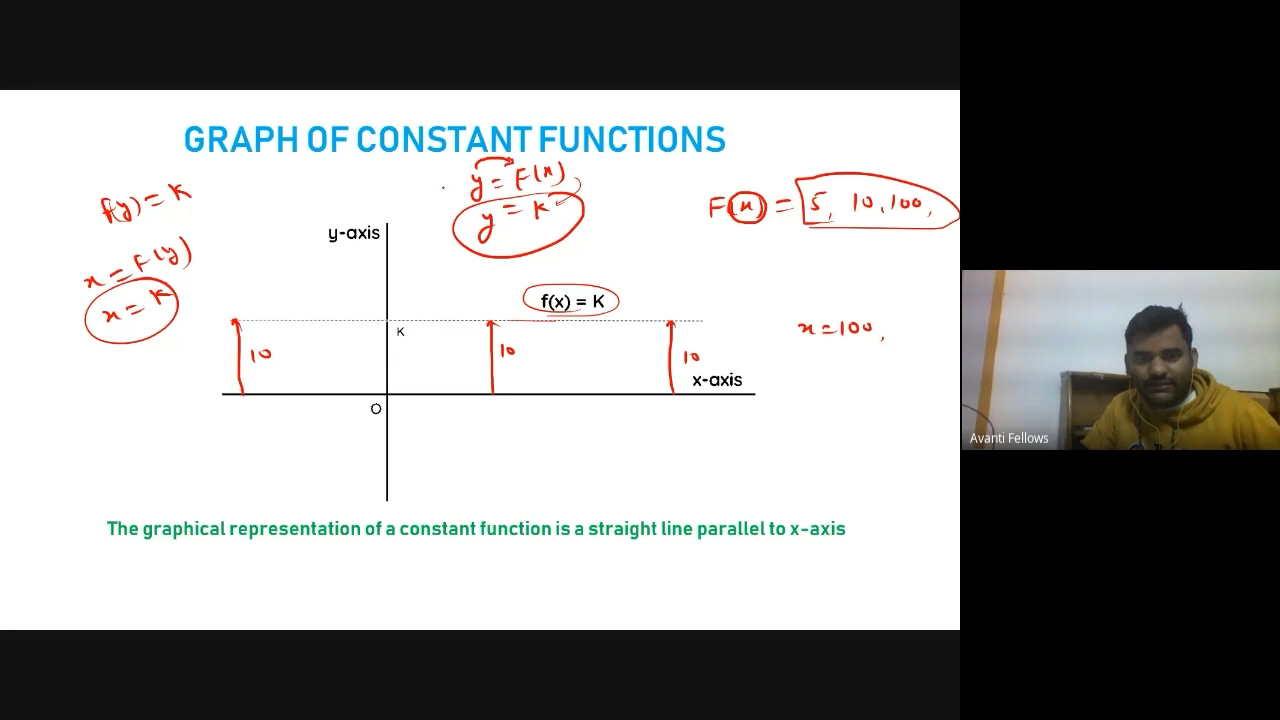 GRAPH OF CONSTANT FUNCTIONS
f(y) = K
y = F(x)
F(x) = 5, 10, 100,
y = K
y-axis
x = F(y)
x = K
f(x) = K
K
x = 100,
10
10
10
x-axis
O
Avanti Fellows
The graphical representation of a constant function is a straight line parallel to x-axis